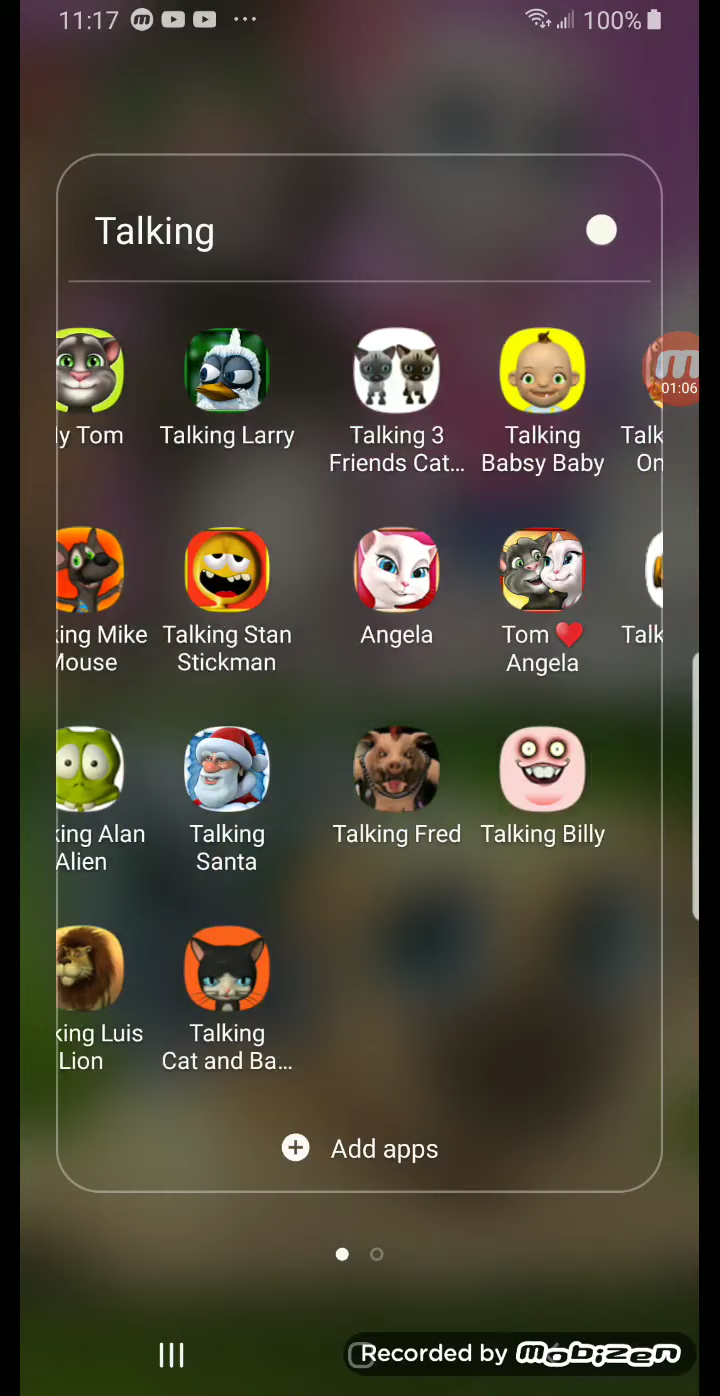 11:17 100%
Talking
01:06
ly Tom Talking Larry Talking 3 Talking Talk
Friends Cat... Babsy Baby On
king Mike Talking Stan Angela Tom ❤️ Talk
Mouse Stickman Angela
king Alan Talking Talking Fred Talking Billy
Alien Santa
king Luis Talking
Lion Cat and Ba...
Add apps
Recorded by mobizen